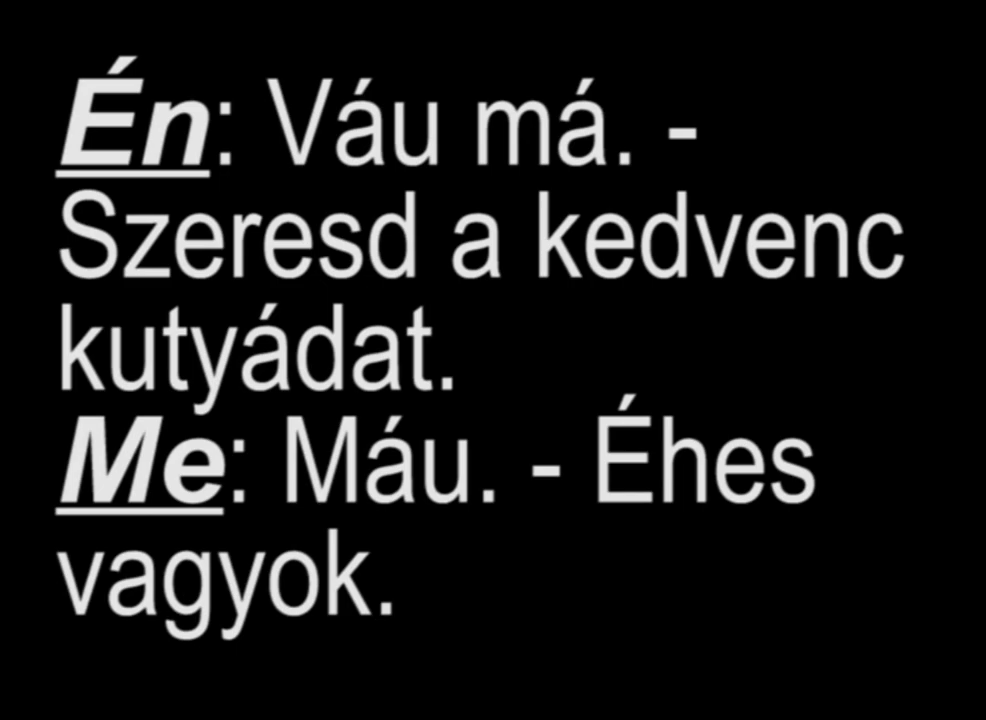 Én: Váu má. -
Szeresd a kedvenc
kutyádat.
Me: Máu. - Éhes
vagyok.